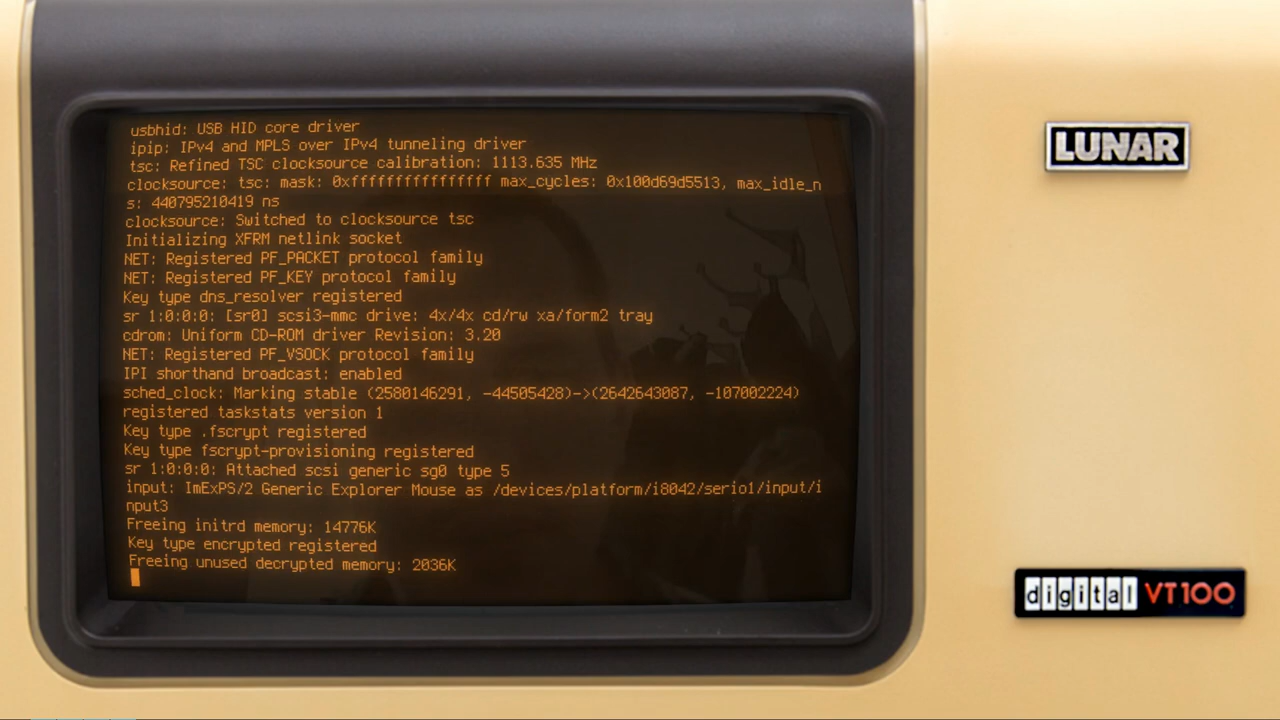 usbhid: USB HID core driver
ipip: IPv4 and MPLS over IPv4 tunneling driver
tsc: Refined TSC clocksource calibration: 1113.635 MHz
clocksource: tsc: mask: 0xffffffffffffffff max_cycles: 0x100d69d5513, max_idle_n
s: 440795210419 ns
clocksource: Switched to clocksource tsc
Initializing XFRM netlink socket
NET: Registered PF_PACKET protocol family
NET: Registered PF_KEY protocol family
Key type dns_resolver registered
sr 1:0:0:0: [sr0] scsi3-mmc drive: 4x/4x cd/rw xa/form2 tray
cdrom: Uniform CD-ROM driver Revision: 3.20
NET: Registered PF_VSOCK protocol family
IPI shorthand broadcast: enabled
sched_clock: Marking stable (2580146291, -44505428)->(2642643087, -107002224)
registered taskstats version 1
Key type .fscrypt registered
Key type fscrypt-provisioning registered
sr 1:0:0:0: Attached scsi generic sg0 type 5
input: ImExPS/2 Generic Explorer Mouse as /devices/platform/i8042/serio1/input/i
nput3
Freeing initrd memory: 14776K
Key type encrypted registered
Freeing unused decrypted memory: 2036K
LUNAR
digital VT100